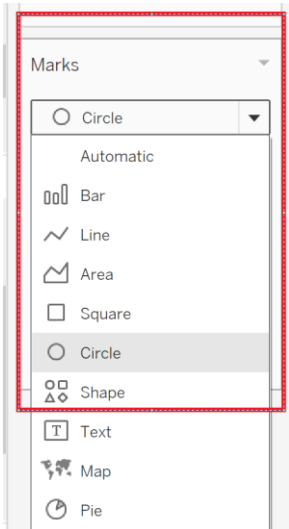 Marks
Circle
Automatic
Bar
Line
Area
Square
Circle
Shape
T Text
Map
Pie